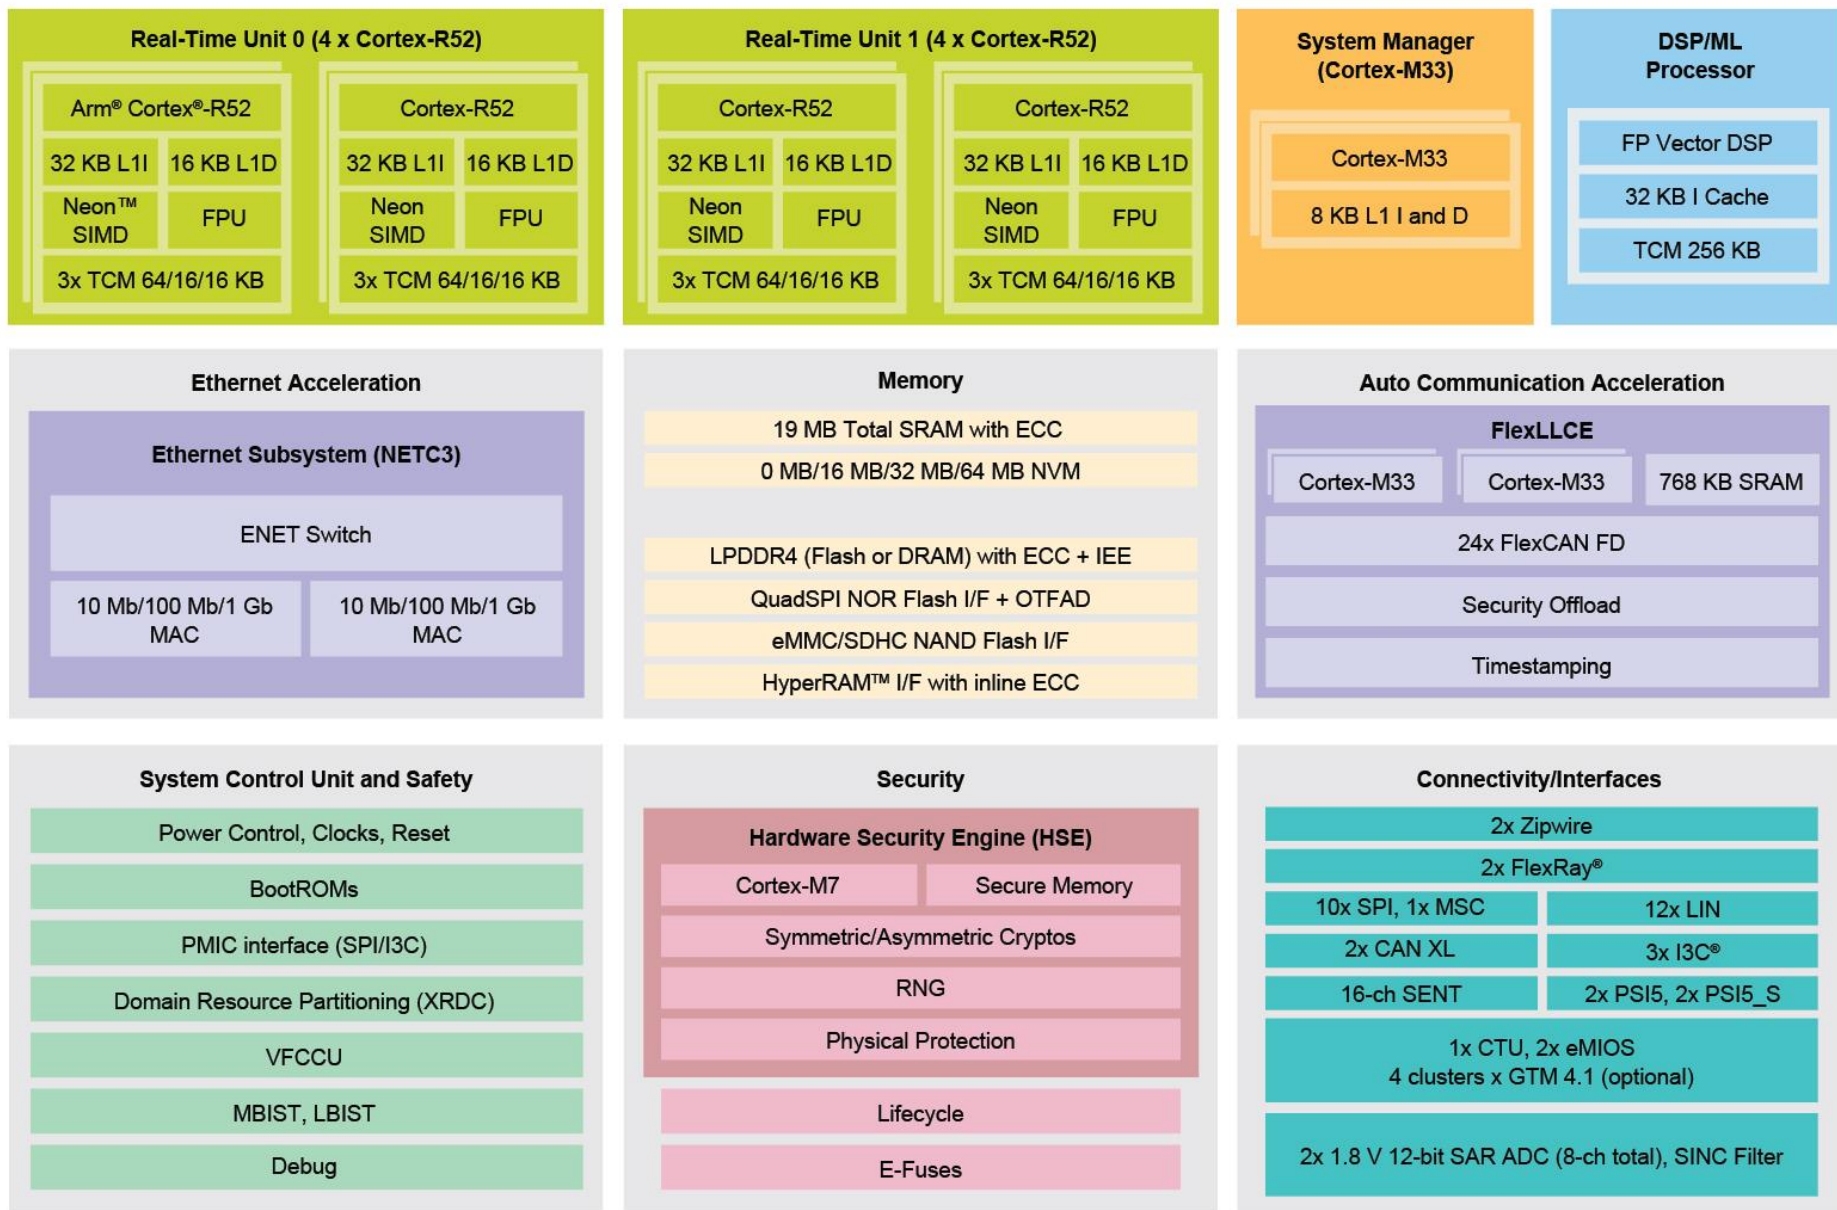 Real-Time Unit 0 (4 x Cortex-R52)
Arm® Cortex®-R52
32 KB L1I
16 KB L1D
Neon™
SIMD
FPU
3x TCM 64/16/16 KB
Cortex-R52
32 KB L1I
16 KB L1D
Neon
SIMD
FPU
3x TCM 64/16/16 KB
Real-Time Unit 1 (4 x Cortex-R52)
Cortex-R52
32 KB L1I
16 KB L1D
Neon
SIMD
FPU
3x TCM 64/16/16 KB
Cortex-R52
32 KB L1I
16 KB L1D
Neon
SIMD
FPU
3x TCM 64/16/16 KB
System Manager
(Cortex-M33)
Cortex-M33
8 KB L1 I and D
DSP/ML
Processor
FP Vector DSP
32 KB I Cache
TCM 256 KB
Ethernet Acceleration
Ethernet Subsystem (NETC3)
ENET Switch
10 Mb/100 Mb/1 Gb
MAC
10 Mb/100 Mb/1 Gb
MAC
Memory
19 MB Total SRAM with ECC
0 MB/16 MB/32 MB/64 MB NVM
LPDDR4 (Flash or DRAM) with ECC + IEE
QuadSPI NOR Flash I/F + OTFAD
eMMC/SDHC NAND Flash I/F
HyperRAM™ I/F with inline ECC
Auto Communication Acceleration
FlexLLCE
Cortex-M33
Cortex-M33
768 KB SRAM
24x FlexCAN FD
Security Offload
Timestamping
System Control Unit and Safety
Power Control, Clocks, Reset
BootROMs
PMIC interface (SPI/I3C)
Domain Resource Partitioning (XRDC)
VFCCU
MBIST, LBIST
Debug
Security
Hardware Security Engine (HSE)
Cortex-M7
Secure Memory
Symmetric/Asymmetric Cryptos
RNG
Physical Protection
Lifecycle
E-Fuses
Connectivity/Interfaces
2x Zipwire
2x FlexRay®
10x SPI, 1x MSC
12x LIN
2x CAN XL
3x I3C®
16-ch SENT
2x PSI5, 2x PSI5_S
1x CTU, 2x eMIOS
4 clusters x GTM 4.1 (optional)
2x 1.8 V 12-bit SAR ADC (8-ch total), SINC Filter